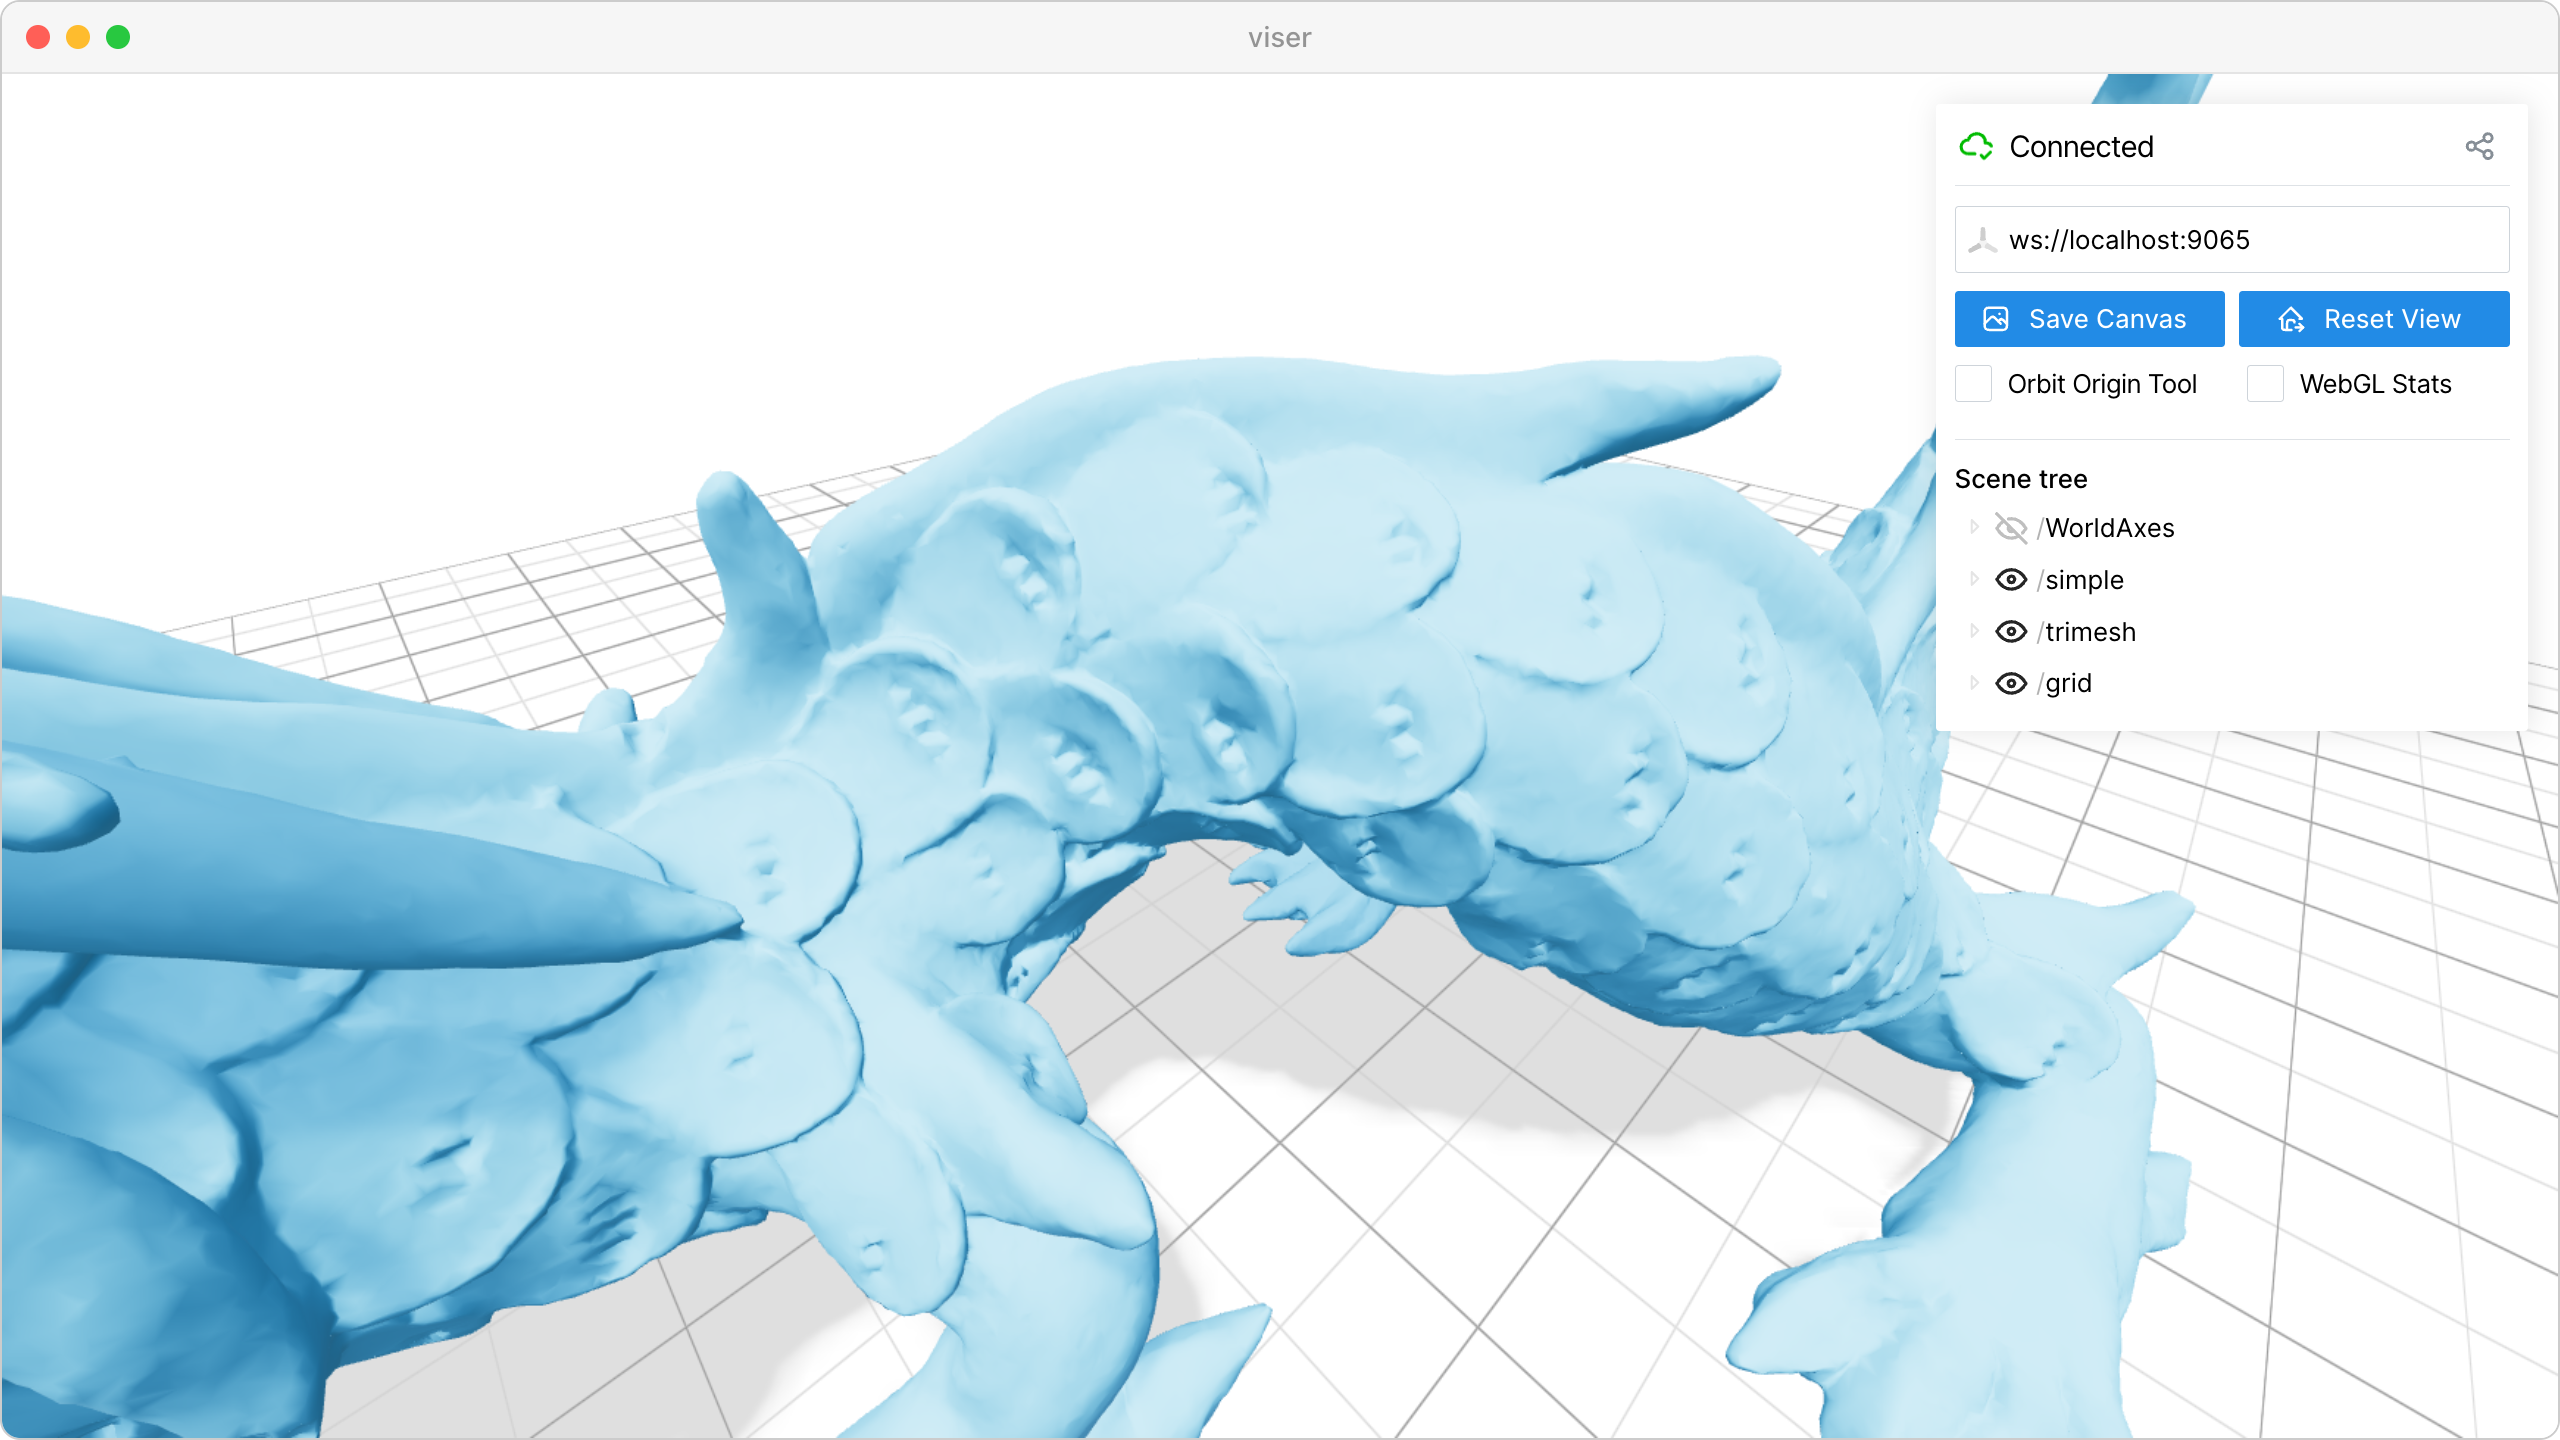 viser
Connected
ws://localhost:9065
Save Canvas
Reset View
Orbit Origin Tool
WebGL Stats
Scene tree
/WorldAxes
/simple
/trimesh
/grid